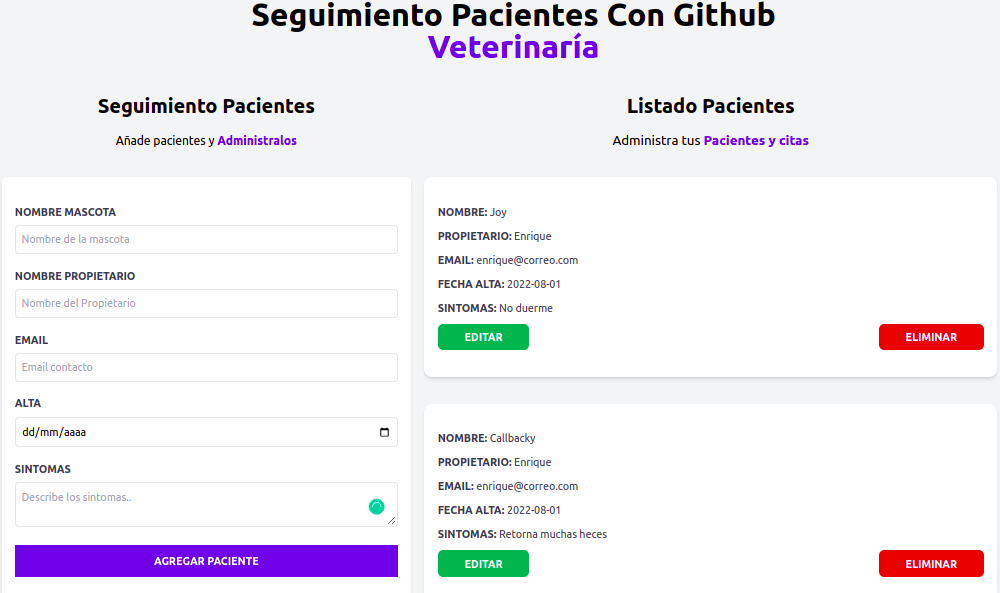 Seguimiento Pacientes Con Github
Veterinaría
Seguimiento Pacientes
Añade pacientes y Administralos
NOMBRE MASCOTA
Nombre de la mascota
NOMBRE PROPIETARIO
Nombre del Propietario
EMAIL
Email contacto
ALTA
dd/mm/aaaa
SINTOMAS
Describe los sintomas..
AGREGAR PACIENTE
Listado Pacientes
Administra tus Pacientes y citas
NOMBRE: Joy
PROPIETARIO: Enrique
EMAIL: enrique@correo.com
FECHA ALTA: 2022-08-01
SINTOMAS: No duerme
EDITAR
ELIMINAR
NOMBRE: Callbacky
PROPIETARIO: Enrique
EMAIL: enrique@correo.com
FECHA ALTA: 2022-08-01
SINTOMAS: Retorna muchas heces
EDITAR
ELIMINAR